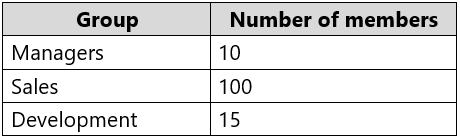 Group Number of members
Managers 10
Sales 100
Development 15